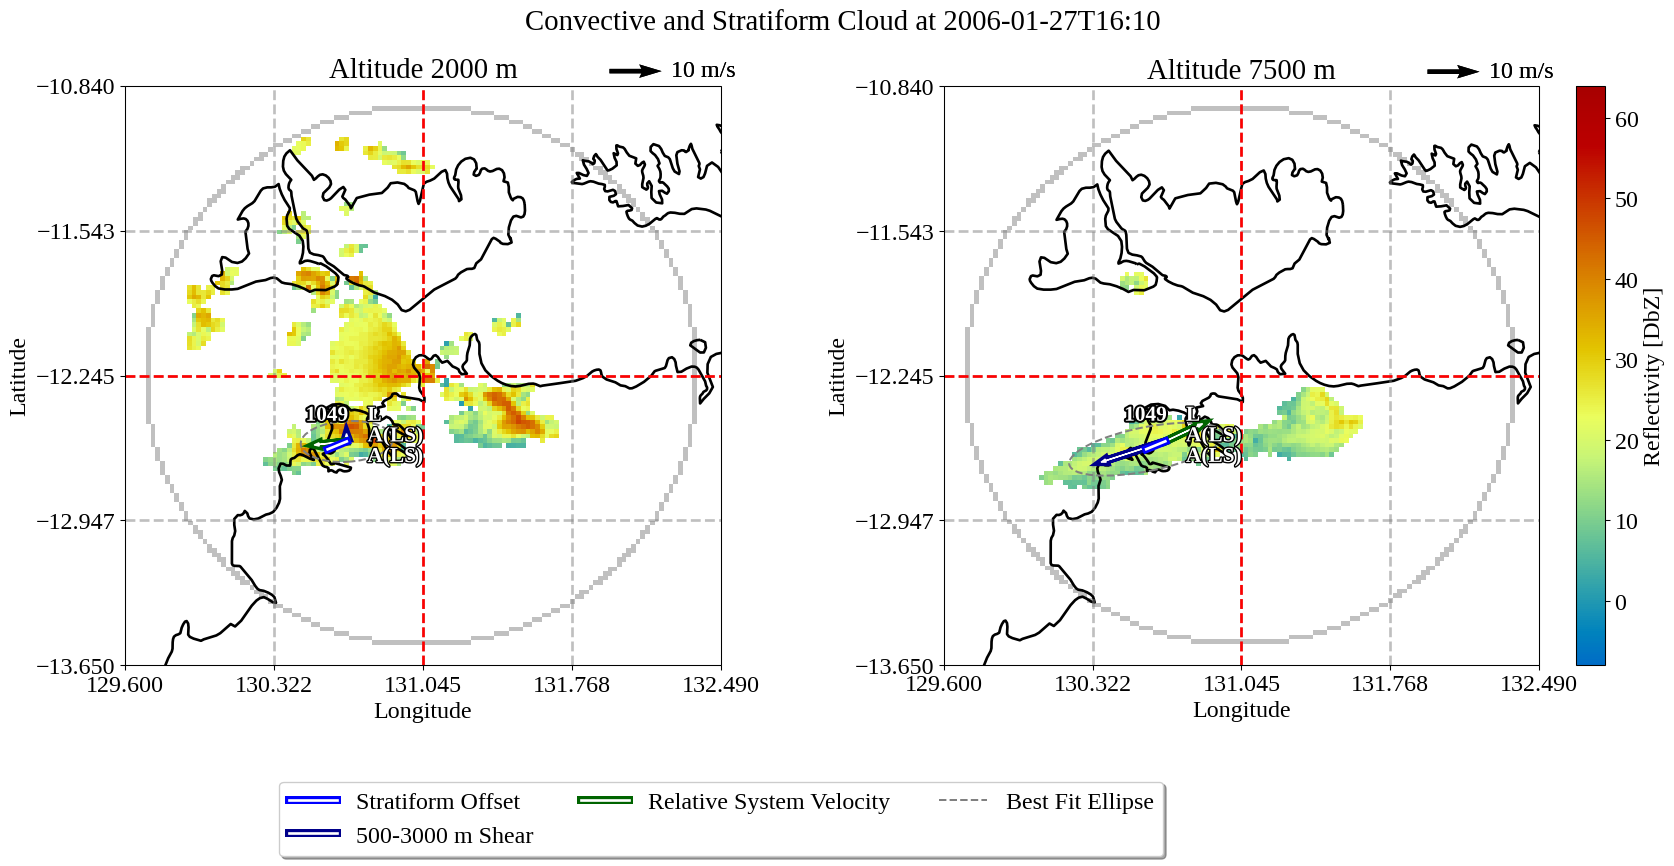 Convective and Stratiform Cloud at 2006-01-27T16:10
Altitude 2000 m
10 m/s
−10.840
−11.543
−12.245
−12.947
−13.650
Latitude
1049 L
A(LS)
A(LS)
129.600 130.322 131.045 131.768 132.490
Longitude
Altitude 7500 m
10 m/s
−10.840
−11.543
−12.245
−12.947
−13.650
Latitude
1049 L
A(LS)
A(LS)
129.600 130.322 131.045 131.768 132.490
Longitude
60
50
40
30
20
10
0
Reflectivity [DbZ]
Stratiform Offset Relative System Velocity Best Fit Ellipse
500-3000 m Shear